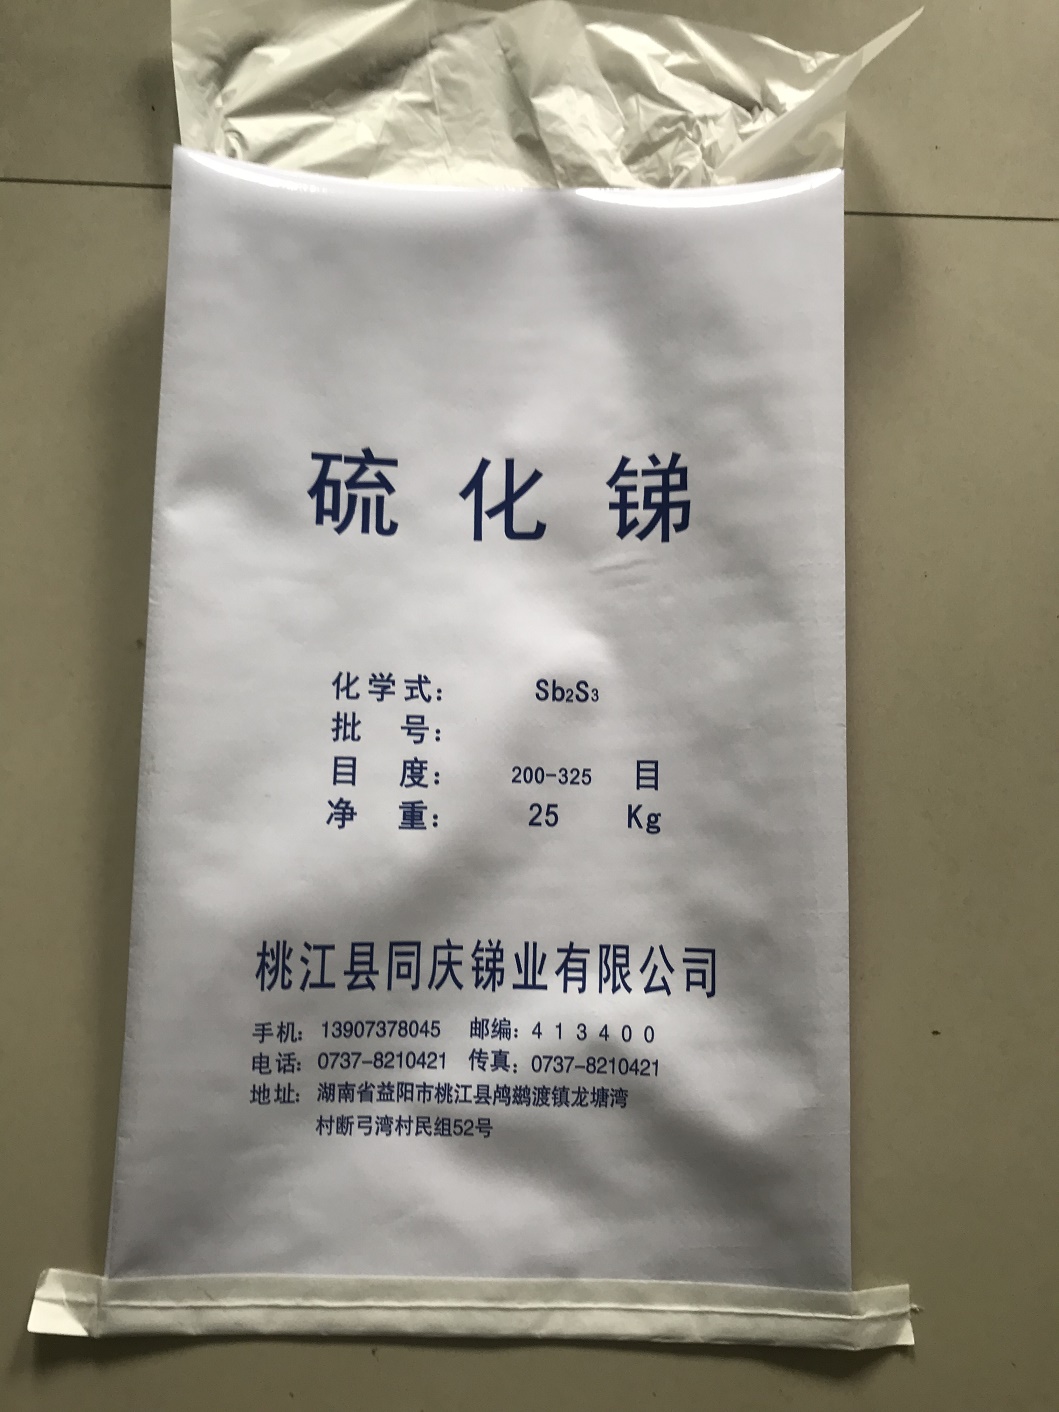 硫化锑
化学式： Sb₂S₃
批号：
目度： 200-325 目
净重： 25 Kg
桃江县同庆锑业有限公司
手机： 13907378045 邮编： 413400
电话： 0737-8210421 传真： 0737-8210421
地址： 湖南省益阳市桃江县鸬鹚渡镇龙塘湾
村断弓湾村民组52号